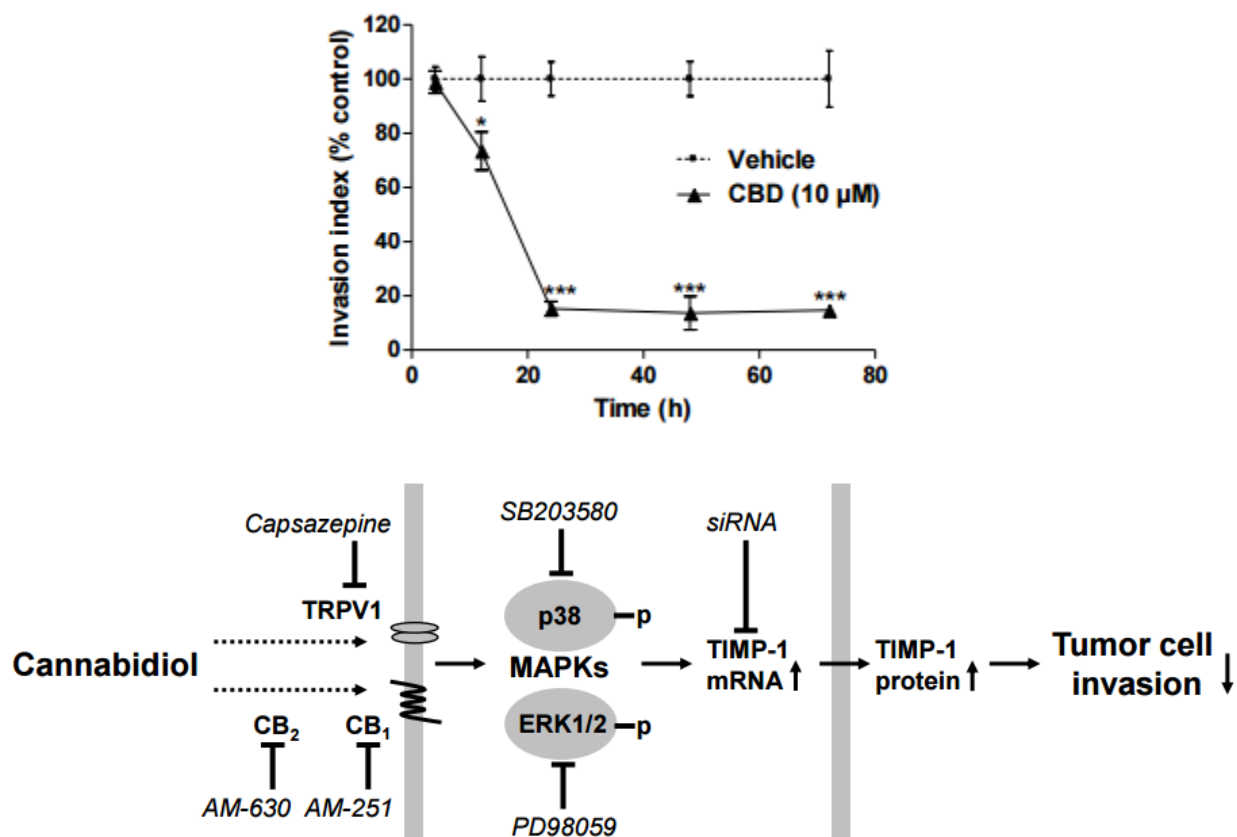 120
100
80
60
40
20
0
Invasion index (% control)
*
***
***
***
Vehicle
CBD (10 µM)
0 20 40 60 80
Time (h)
Capsazepine
SB203580
siRNA
TRPV1
p38
p
Cannabidiol
MAPKs
TIMP-1
mRNA
TIMP-1
protein
Tumor cell
invasion
CB2
CB1
ERK1/2
p
AM-630
AM-251
PD98059